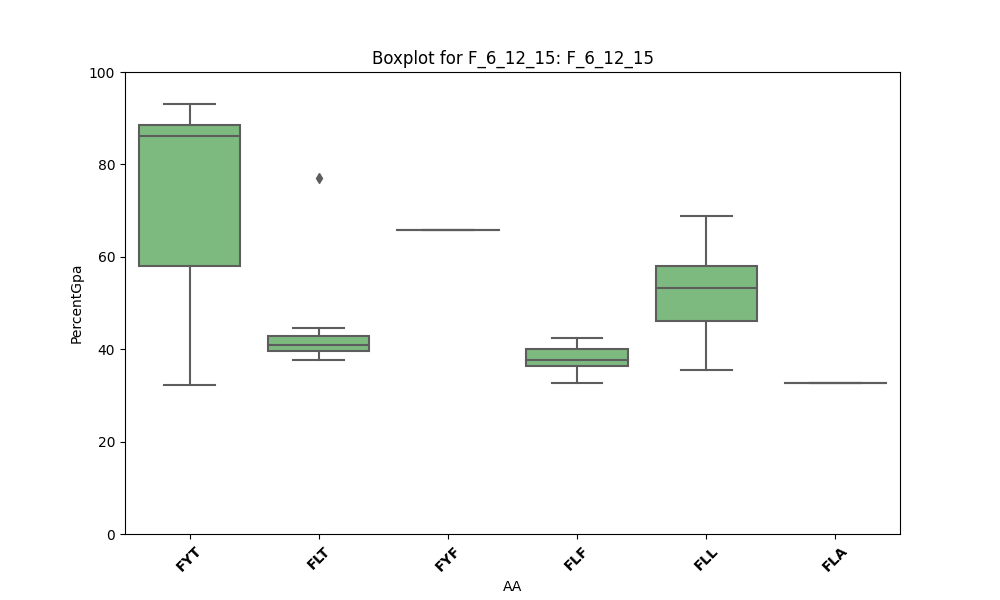 Boxplot for F_6_12_15: F_6_12_15
100
80
60
40
20
0
PercentGpa
FYT
FLT
FYF
FLF
FLL
FLA
AA